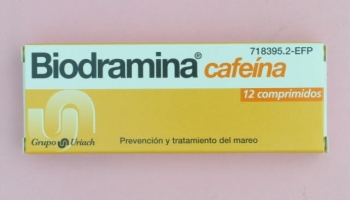 718395.2-EFP
Biodramina® cafeína
12 comprimidos
Grupo Uriach
Prevención y tratamiento del mareo